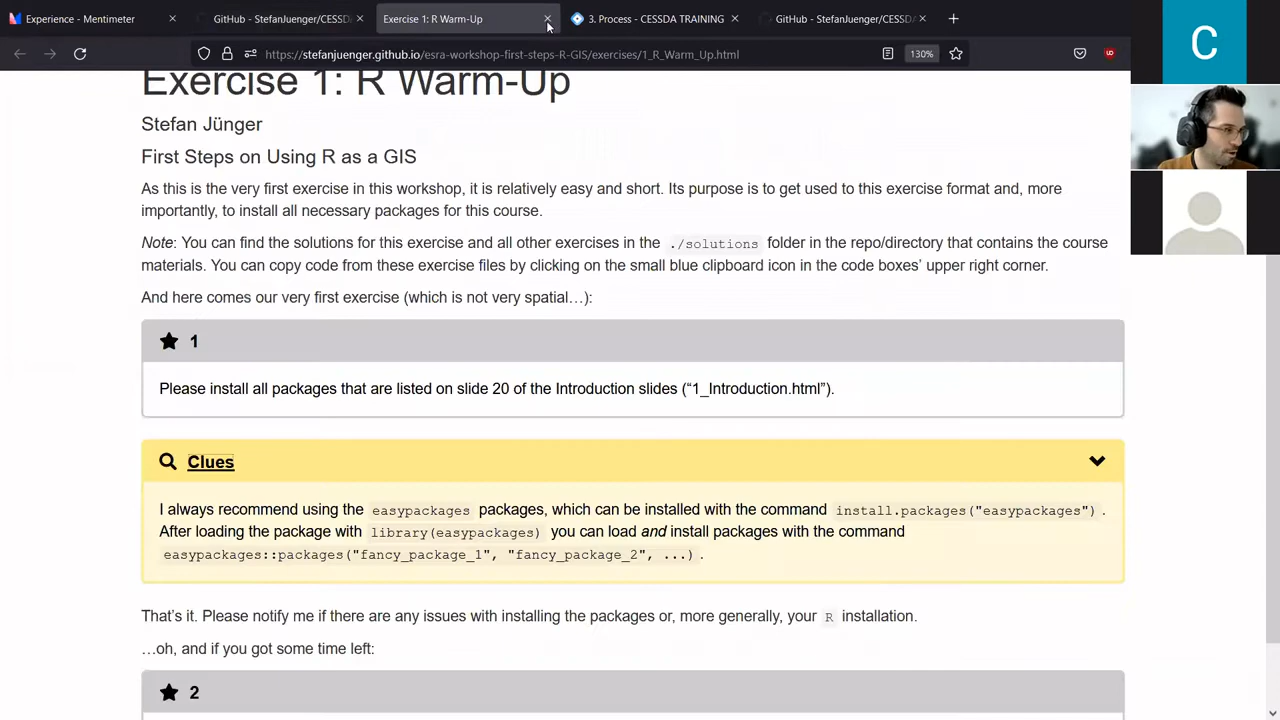 Experience - Mentimeter
GitHub - StefanJuenger/CESSD
Exercise 1: R Warm-Up
3. Process - CESSDA TRAINING
GitHub - StefanJuenger/CESSDA/
https://stefanjuenger.github.io/esra-workshop-first-steps-R-GIS/exercises/1_R_Warm_Up.html
130%
C
Exercise 1: R Warm-Up
Stefan Jünger
First Steps on Using R as a GIS
As this is the very first exercise in this workshop, it is relatively easy and short. Its purpose is to get used to this exercise format and, more
importantly, to install all necessary packages for this course.
Note: You can find the solutions for this exercise and all other exercises in the ./solutions folder in the repo/directory that contains the course
materials. You can copy code from these exercise files by clicking on the small blue clipboard icon in the code boxes’ upper right corner.
And here comes our very first exercise (which is not very spatial…):
1
Please install all packages that are listed on slide 20 of the Introduction slides (“1_Introduction.html”).
Clues
I always recommend using the easypackages packages, which can be installed with the command install.packages("easypackages") .
After loading the package with library(easypackages) you can load and install packages with the command
easypackages::packages("fancy_package_1", "fancy_package_2", ...) .
That’s it. Please notify me if there are any issues with installing the packages or, more generally, your R installation.
…oh, and if you got some time left:
2